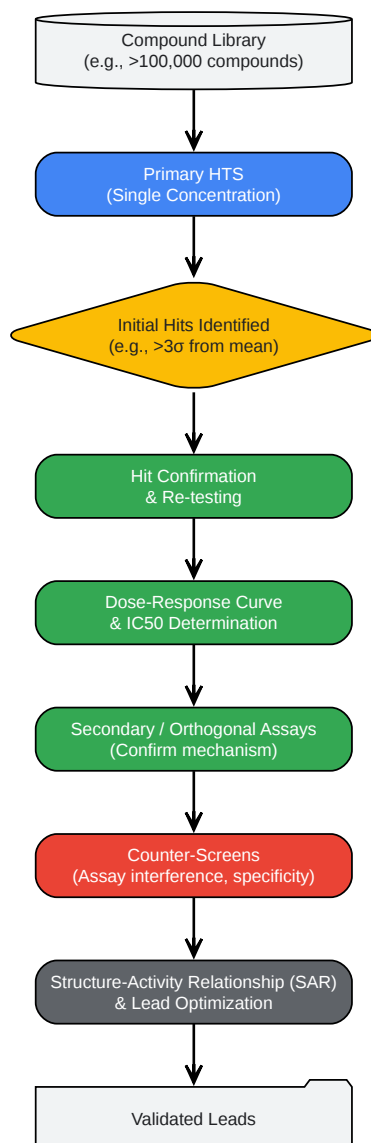 Compound Library
(e.g., >100,000 compounds)
Primary HTS
(Single Concentration)
Initial Hits Identified
(e.g., >3σ from mean)
Hit Confirmation
& Re-testing
Dose-Response Curve
& IC50 Determination
Secondary / Orthogonal Assays
(Confirm mechanism)
Counter-Screens
(Assay interference, specificity)
Structure-Activity Relationship (SAR)
& Lead Optimization
Validated Leads